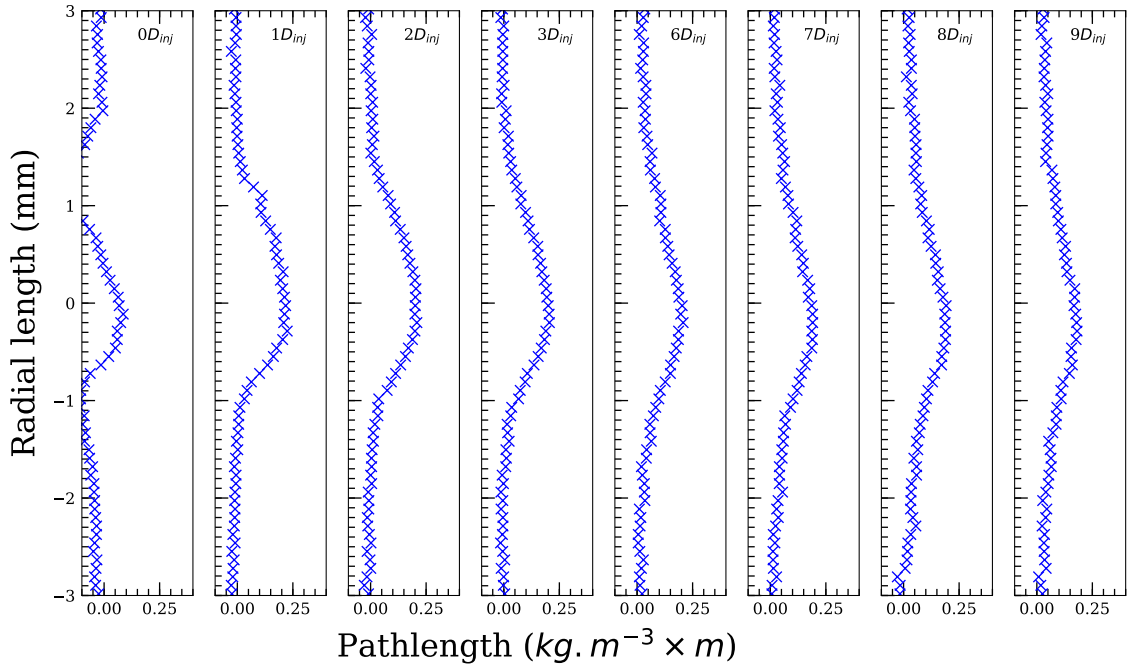 0D_inj 1D_inj 2D_inj 3D_inj 6D_inj 7D_inj 8D_inj 9D_inj
3
2
1
0
−1
−2
−3
Radial length (mm)
0.00 0.25 0.00 0.25 0.00 0.25 0.00 0.25 0.00 0.25 0.00 0.25 0.00 0.25 0.00 0.25
Pathlength (kg.m⁻³ × m)